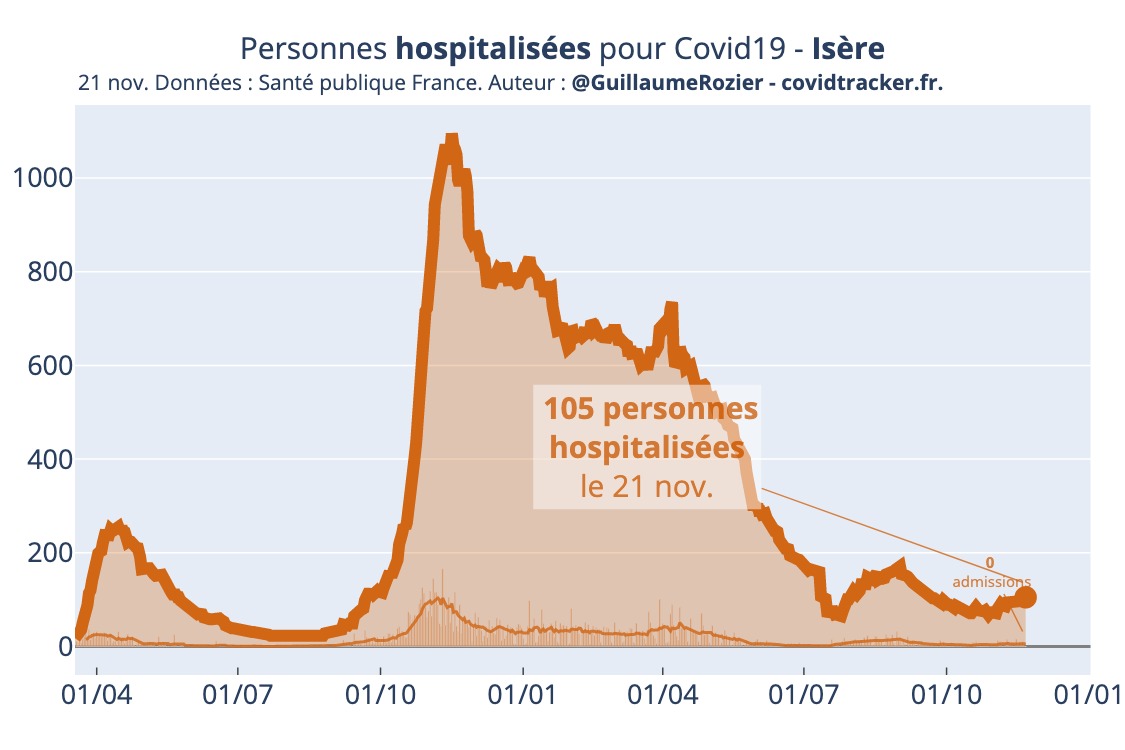 Personnes hospitalisées pour Covid19 - Isère
21 nov. Données : Santé publique France. Auteur : @GuillaumeRozier - covidtracker.fr.
1000
800
600
400
200
0
105 personnes
hospitalisées
le 21 nov.
0
admissions
01/04
01/07
01/10
01/01
01/04
01/07
01/10
01/01